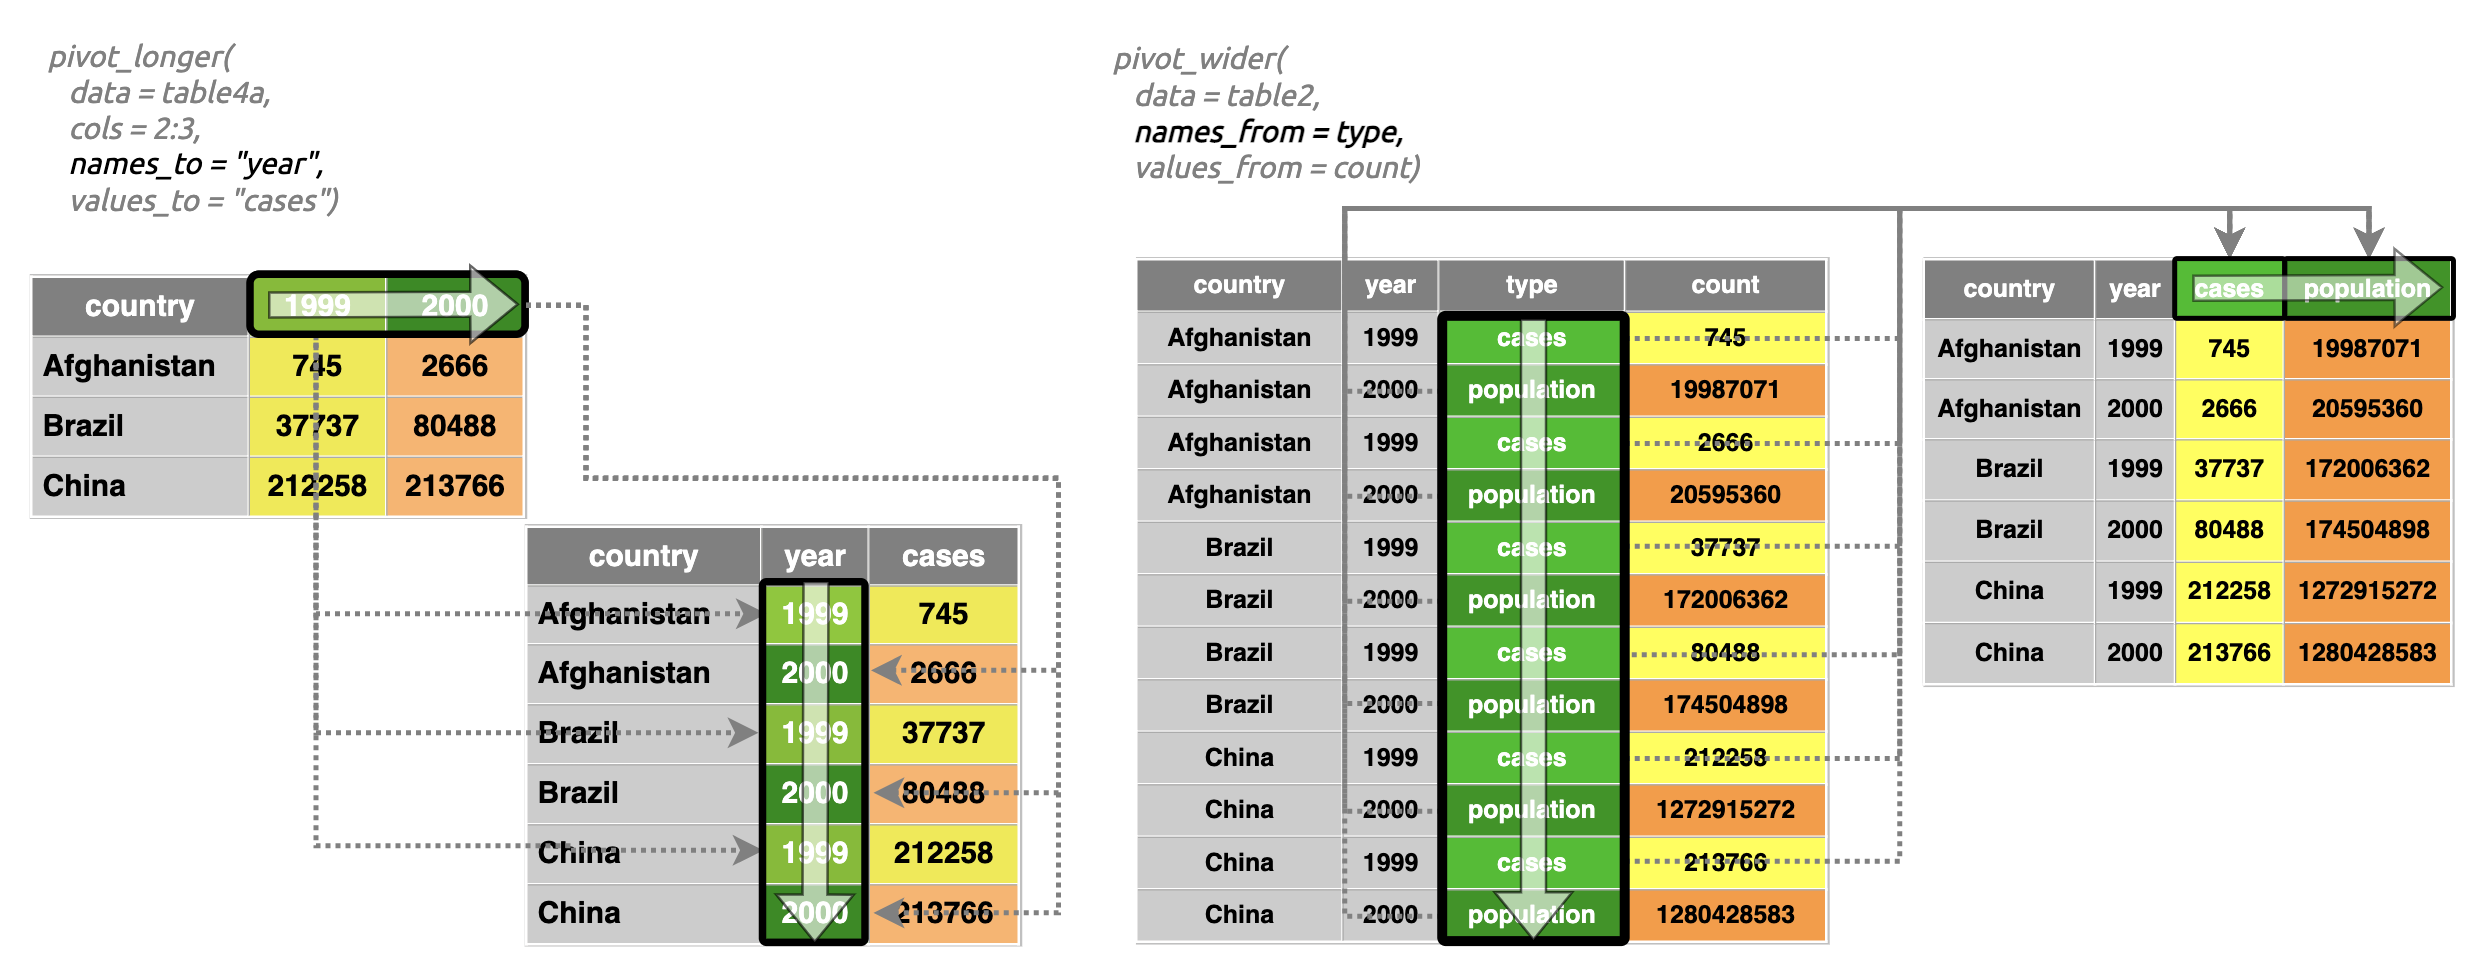 pivot_longer(
data = table4a,
cols = 2:3,
names_to = "year",
values_to = "cases")
country 1999 2000
Afghanistan 745 2666
Brazil 37737 80488
China 212258 213766
country year cases
Afghanistan 1999 745
Afghanistan 2000 2666
Brazil 1999 37737
Brazil 2000 80488
China 1999 212258
China 2000 213766
pivot_wider(
data = table2,
names_from = type,
values_from = count)
country year type count
Afghanistan 1999 cases 745
Afghanistan 2000 population 19987071
Afghanistan 1999 cases 2666
Afghanistan 2000 population 20595360
Brazil 1999 cases 37737
Brazil 2000 population 172006362
Brazil 1999 cases 80488
Brazil 2000 population 174504898
China 1999 cases 212258
China 2000 population 1272915272
China 1999 cases 213766
China 2000 population 1280428583
country year cases population
Afghanistan 1999 745 19987071
Afghanistan 2000 2666 20595360
Brazil 1999 37737 172006362
Brazil 2000 80488 174504898
China 1999 212258 1272915272
China 2000 213766 1280428583